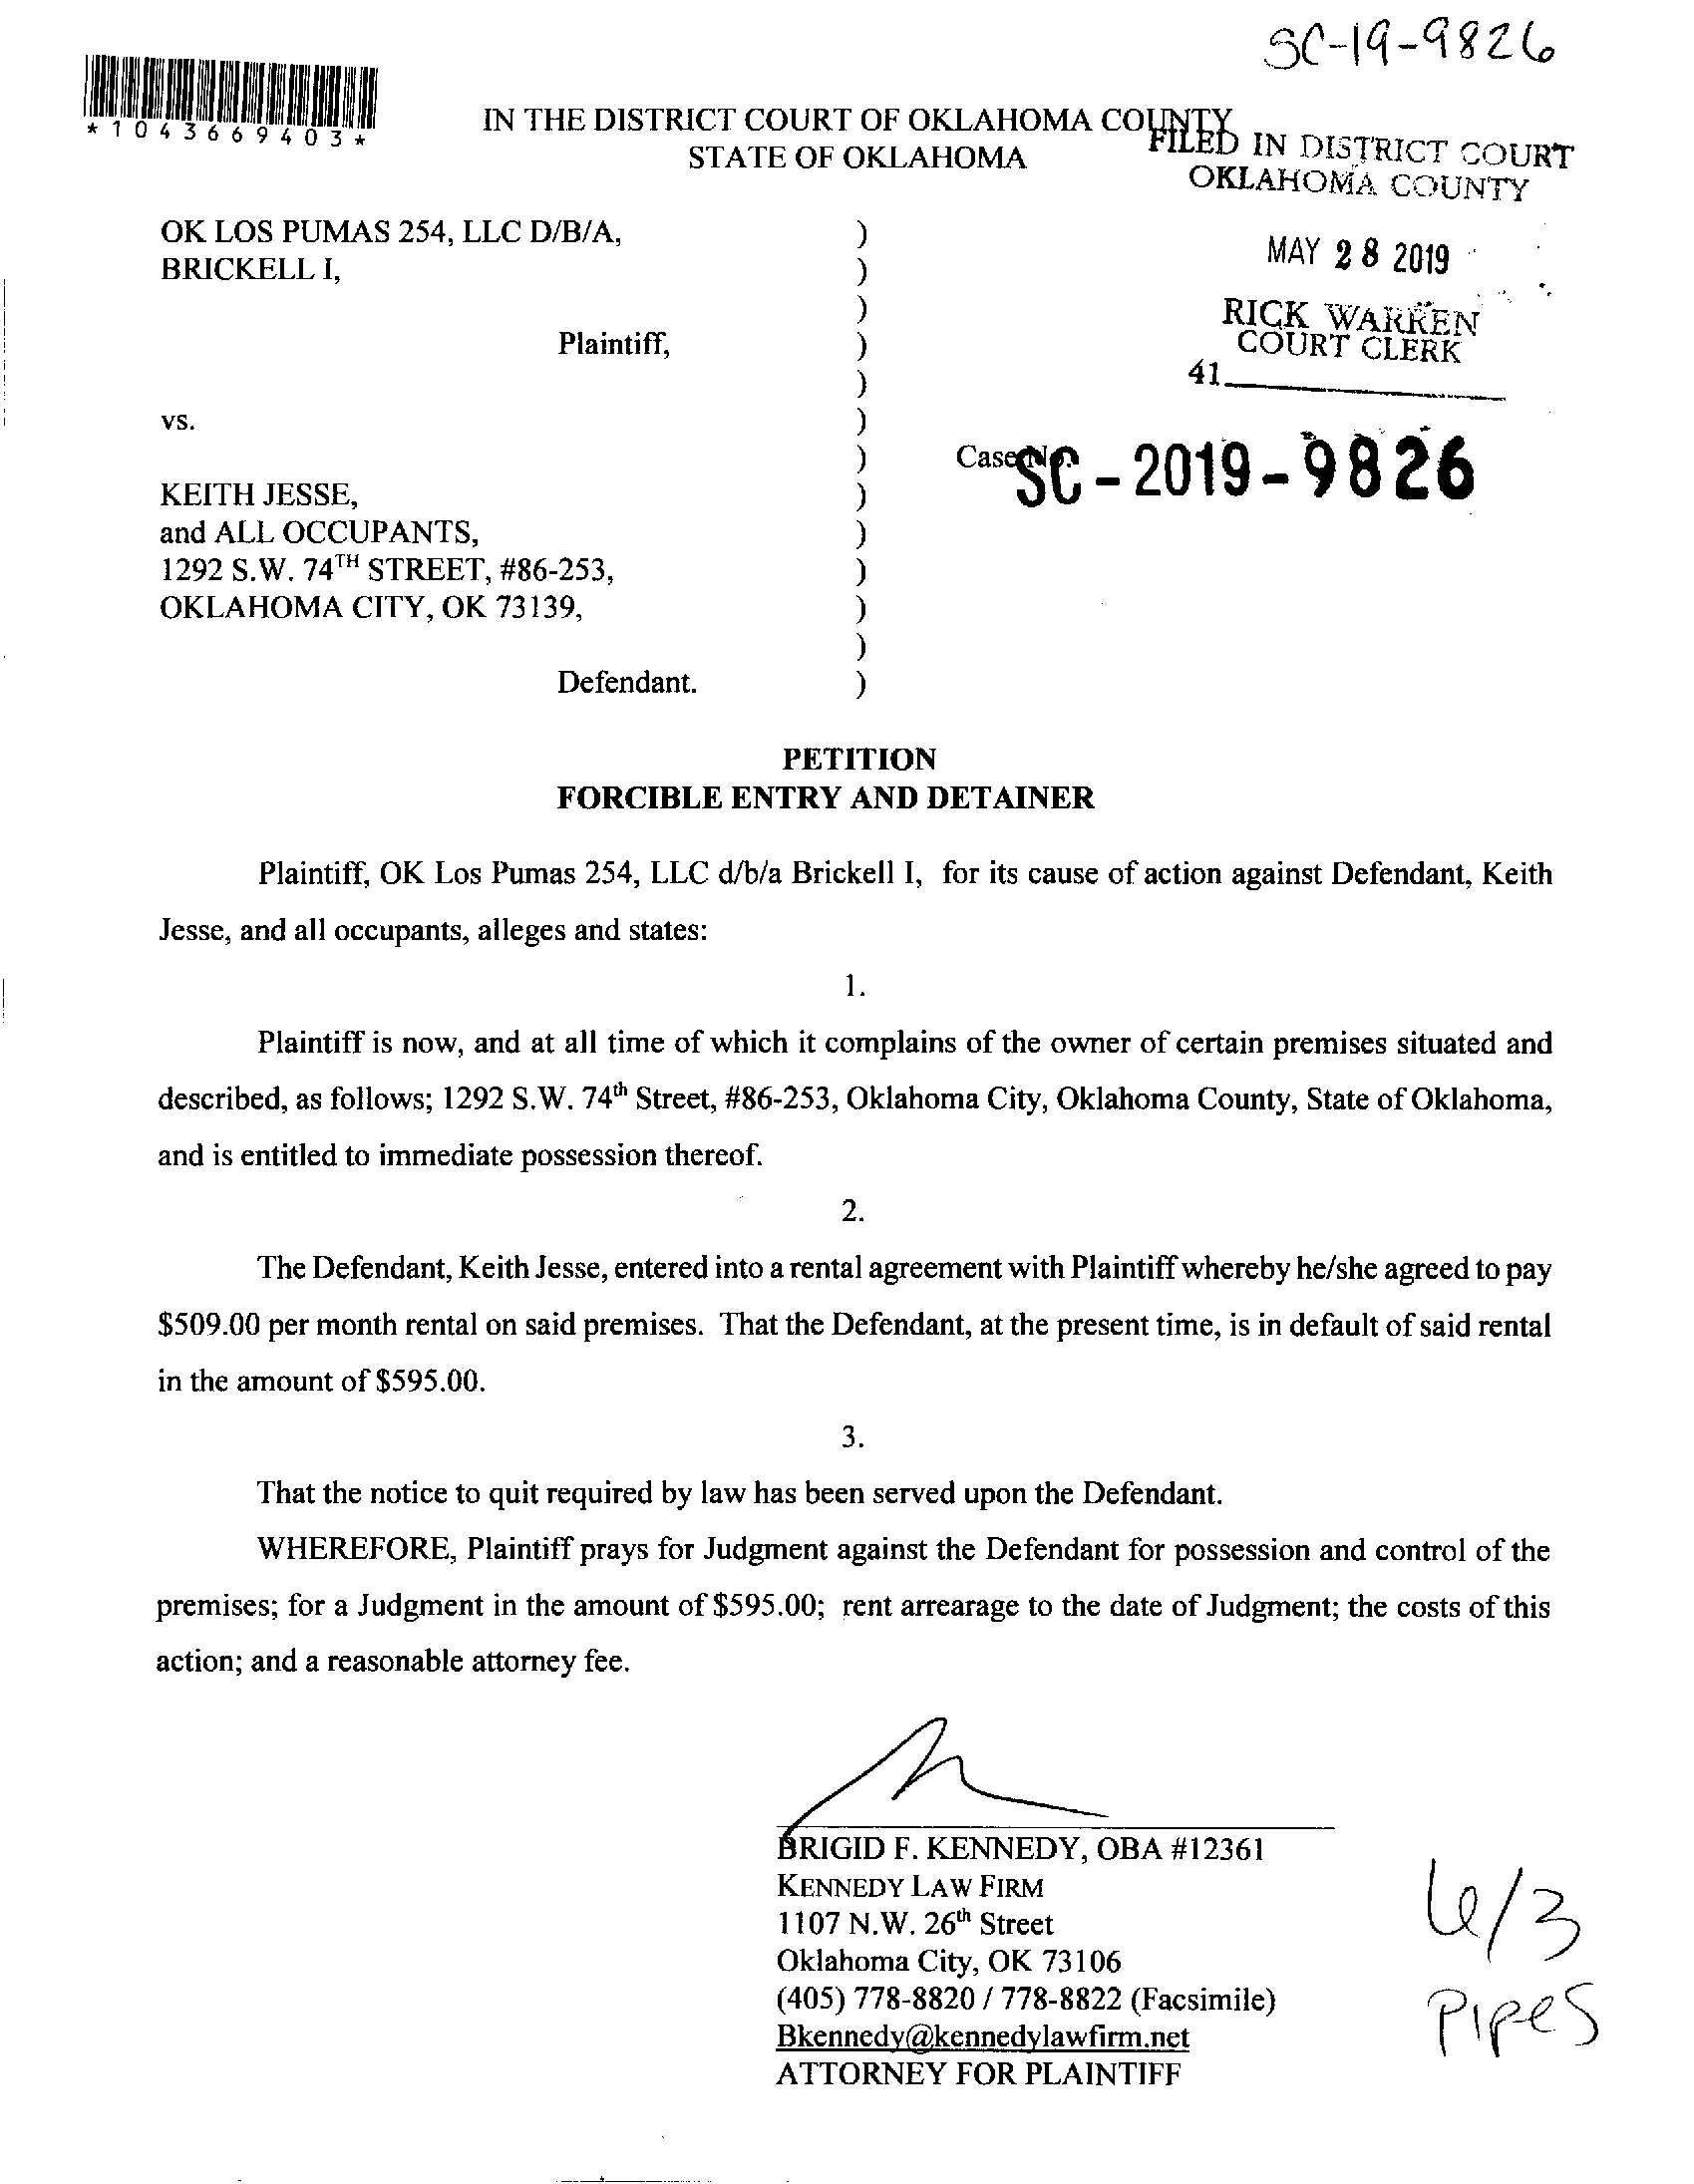 SC-19-9826
*1043669403*
IN THE DISTRICT COURT OF OKLAHOMA COUNTY
STATE OF OKLAHOMA
FILED IN DISTRICT COURT
OKLAHOMA COUNTY
MAY 28 2019
RICK WARREN
COURT CLERK
41
OK LOS PUMAS 254, LLC D/B/A, )
BRICKELL I, )
)
Plaintiff, )
)
vs. )
) Case No. SC-2019-9826
KEITH JESSE, )
and ALL OCCUPANTS, )
1292 S.W. 74TH STREET, #86-253, )
OKLAHOMA CITY, OK 73139, )
)
Defendant. )
PETITION
FORCIBLE ENTRY AND DETAINER
Plaintiff, OK Los Pumas 254, LLC d/b/a Brickell I, for its cause of action against Defendant, Keith
Jesse, and all occupants, alleges and states:
1.
Plaintiff is now, and at all time of which it complains of the owner of certain premises situated and
described, as follows; 1292 S.W. 74th Street, #86-253, Oklahoma City, Oklahoma County, State of Oklahoma,
and is entitled to immediate possession thereof.
2.
The Defendant, Keith Jesse, entered into a rental agreement with Plaintiff whereby he/she agreed to pay
$509.00 per month rental on said premises. That the Defendant, at the present time, is in default of said rental
in the amount of $595.00.
3.
That the notice to quit required by law has been served upon the Defendant.
WHEREFORE, Plaintiff prays for Judgment against the Defendant for possession and control of the
premises; for a Judgment in the amount of $595.00; rent arrearage to the date of Judgment; the costs of this
action; and a reasonable attorney fee.
BRIGID F. KENNEDY, OBA #12361
KENNEDY LAW FIRM
1107 N.W. 26th Street
Oklahoma City, OK 73106
(405) 778-8820 / 778-8822 (Facsimile)
Bkennedy@kennedylawfirm.net
ATTORNEY FOR PLAINTIFF
6/3
Pipes